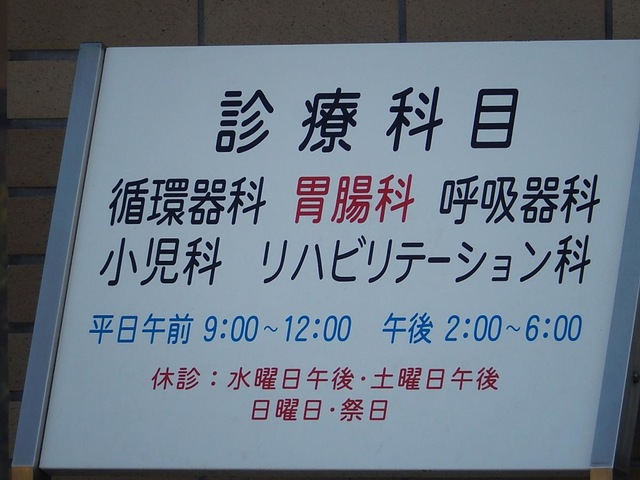 診療科目
循環器科 胃腸科 呼吸器科
小児科 リハビリテーション科
平日午前 9:00~12:00 午後 2:00~6:00
休診：水曜日午後・土曜日午後
日曜日・祭日